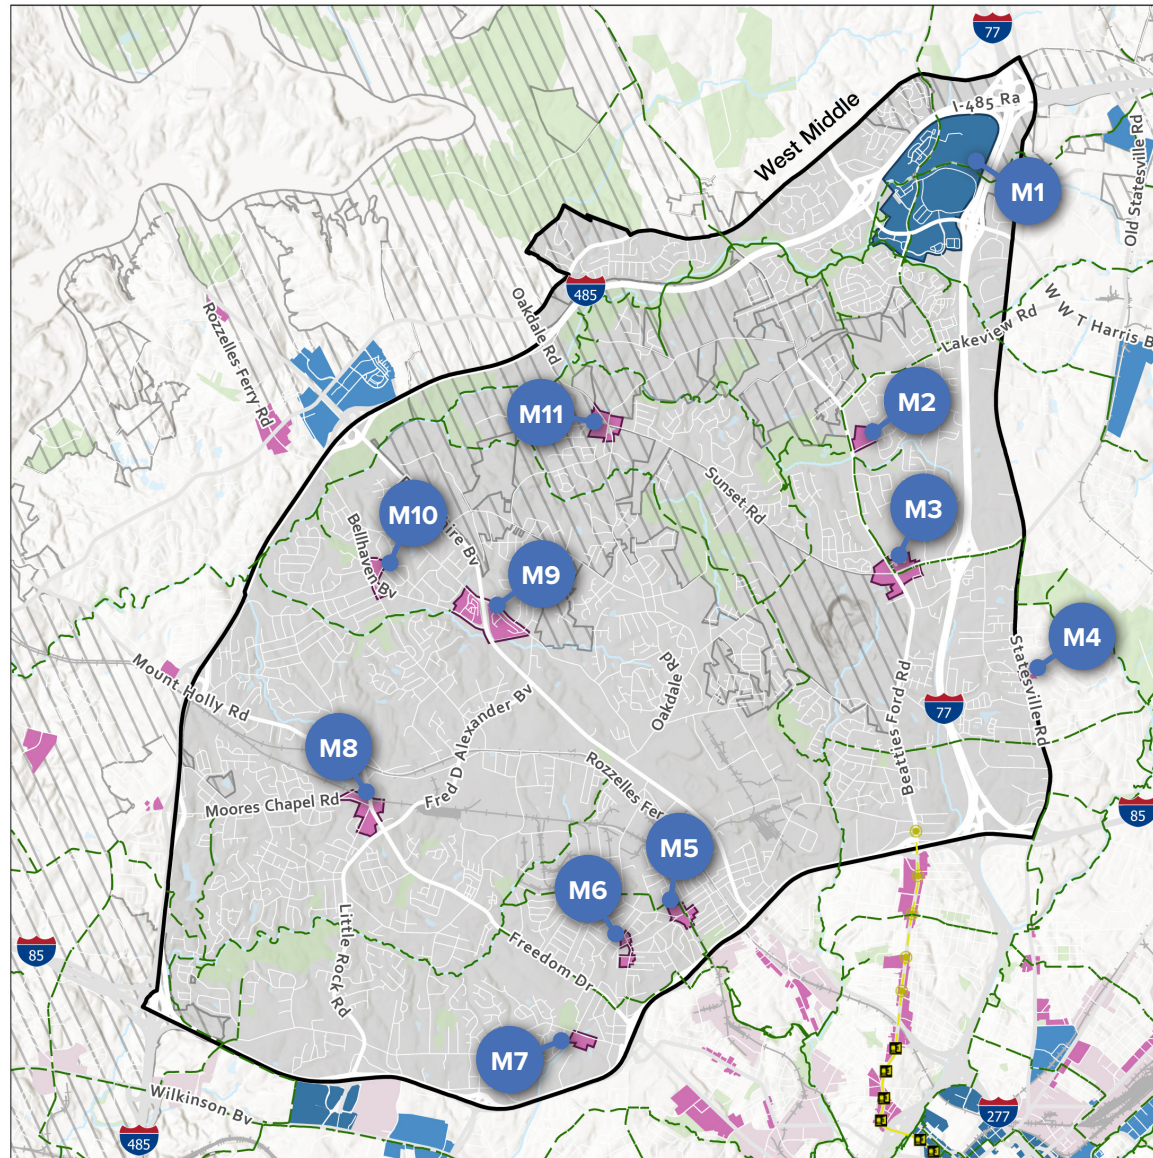 77
I-485 Ra
West Middle
Old Statesville Rd
M1
485
Oakdale Rd
W W T Harris B
Rozzelles Ferry Rd
Lakeview Rd
M11
M2
Sunset Rd
M10
M3
ire Bv
Bellhaven Bv
M9
M4
Mount Holly Rd
Oakdale Rd
Statesville Rd
Beatties Ford Rd
77
M8
Fred D Alexander Bv
Rozzelles Fer
Moores Chapel Rd
85
M5
M6
Little Rock Rd
Freedom Dr
85
M7
Wilkinson Bv
277
485